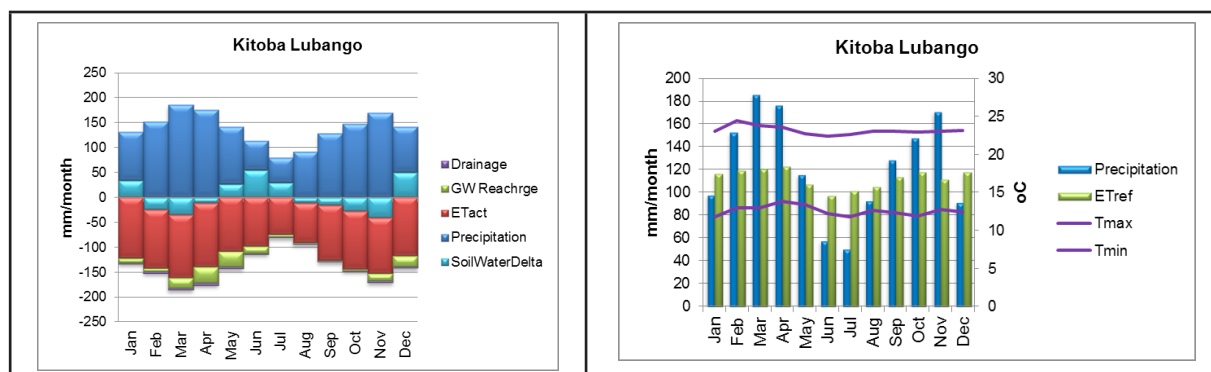 Kitoba Lubango
mm/month
250
200
150
100
50
0
-50
-100
-150
-200
-250
Jan
Feb
Mar
Apr
May
Jun
Jul
Aug
Sep
Oct
Nov
Dec
Drainage
GW Reachrge
ETact
Precipitation
SoilWaterDelta
Kitoba Lubango
mm/month
200
180
160
140
120
100
80
60
40
20
0
30
25
20
15
10
5
0
oC
Jan
Feb
Mar
Apr
May
Jun
Jul
Aug
Sep
Oct
Nov
Dec
Precipitation
ETref
Tmax
Tmin